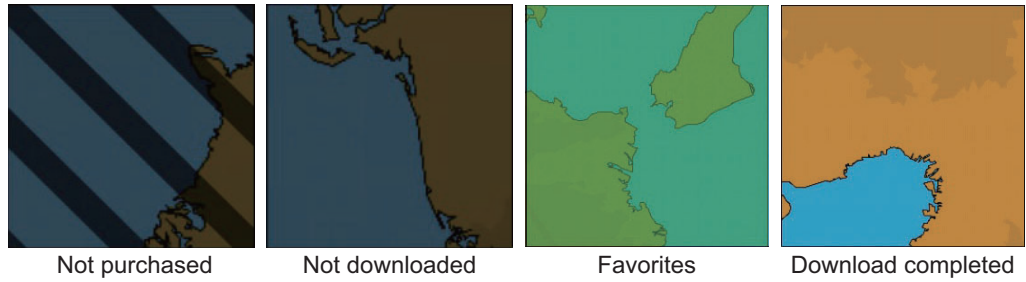 Not purchased
Not downloaded
Favorites
Download completed